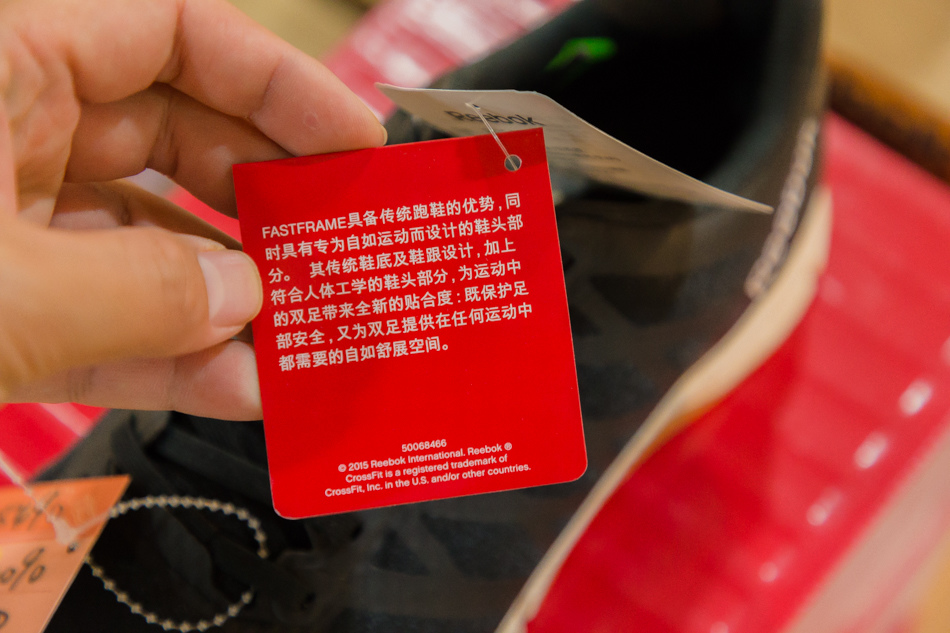 Reebok
FASTFRAME具备传统跑鞋的优势,同
时具有专为自如运动而设计的鞋头部
分。 其传统鞋底及鞋跟设计,加上
符合人体工学的鞋头部分,为运动中
的双足带来全新的贴合度:既保护足
部安全,又为双足提供在任何运动中
都需要的自如舒展空间。
50068466
© 2015 Reebok International. Reebok ®
CrossFit is a registered trademark of
CrossFit, Inc. in the U.S. and/or other countries.